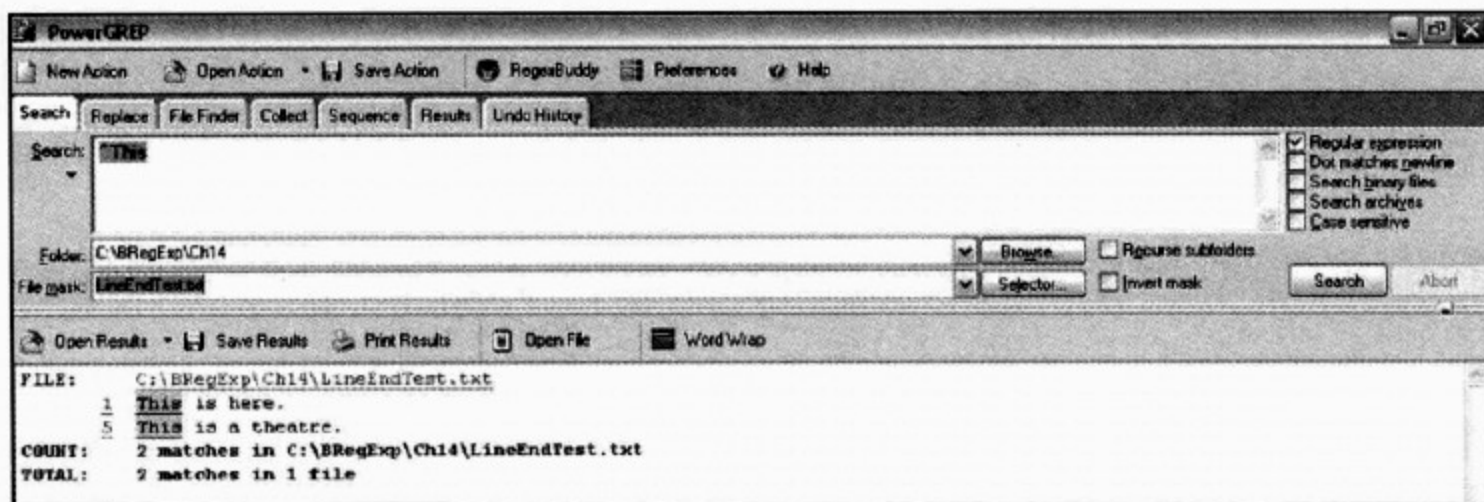 PowerGREP
New Action Open Action Save Action RegexBuddy Preferences Help
Search Replace File Finder Collect Sequence Results Undo History
Search: ^This
Regular expression
Dot matches newline
Search binary files
Search archives
Case sensitive
Folder: C:\BRegExp\Ch14 Browse... Recurse subfolders
File mask: LineEndTest.txt Selector... Invert mask Search Abort
Open Results Save Results Print Results Open File Word Wrap
FILE: C:\BRegExp\Ch14\LineEndTest.txt
1 This is here.
5 This is a theatre.
COUNT: 2 matches in C:\BRegExp\Ch14\LineEndTest.txt
TOTAL: 2 matches in 1 file